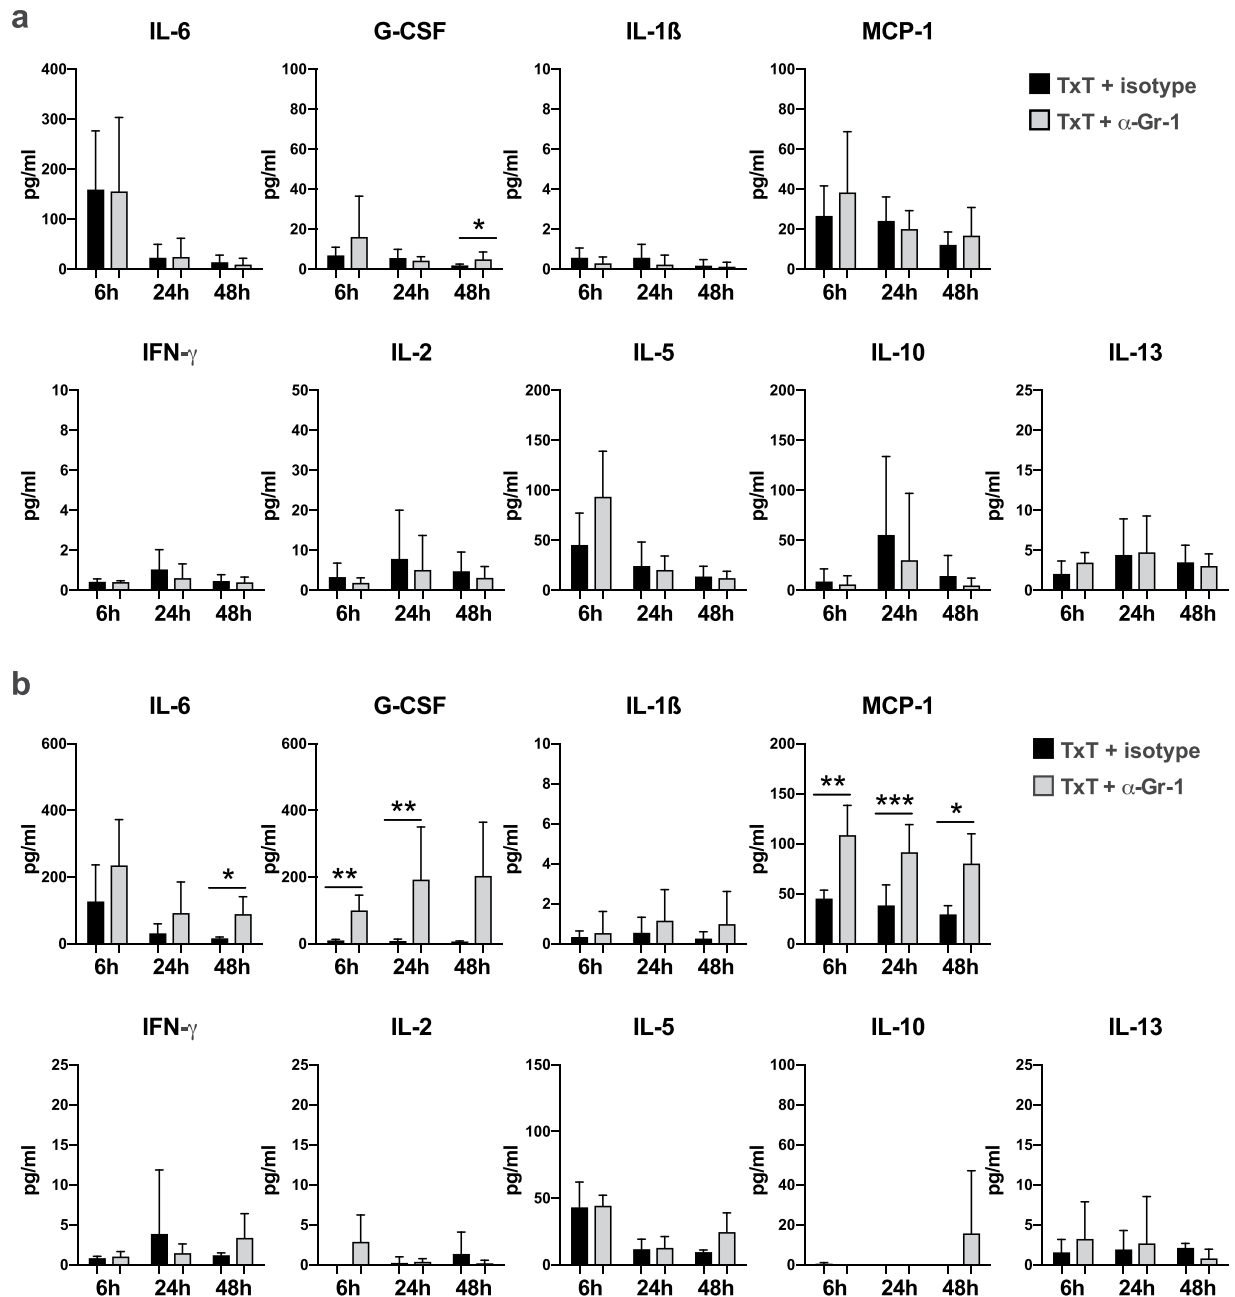 a
IL-6
G-CSF
IL-1ß
MCP-1
400
300
200
100
0
pg/ml
6h
24h
48h
100
80
60
40
20
0
pg/ml
*
6h
24h
48h
10
8
6
4
2
0
pg/ml
6h
24h
48h
100
80
60
40
20
0
pg/ml
6h
24h
48h
TxT + isotype
TxT + α-Gr-1
IFN-γ
IL-2
IL-5
IL-10
IL-13
10
8
6
4
2
0
pg/ml
6h
24h
48h
50
40
30
20
10
0
pg/ml
6h
24h
48h
200
150
100
50
0
pg/ml
6h
24h
48h
200
150
100
50
0
pg/ml
6h
24h
48h
25
20
15
10
5
0
pg/ml
6h
24h
48h
b
IL-6
G-CSF
IL-1ß
MCP-1
600
400
200
0
pg/ml
*
6h
24h
48h
600
400
200
0
pg/ml
**
**
6h
24h
48h
10
8
6
4
2
0
pg/ml
6h
24h
48h
200
150
100
50
0
pg/ml
**
***
*
6h
24h
48h
TxT + isotype
TxT + α-Gr-1
IFN-γ
IL-2
IL-5
IL-10
IL-13
25
20
15
10
5
0
pg/ml
6h
24h
48h
25
20
15
10
5
0
pg/ml
6h
24h
48h
150
100
50
0
pg/ml
6h
24h
48h
100
80
60
40
20
0
pg/ml
6h
24h
48h
25
20
15
10
5
0
pg/ml
6h
24h
48h